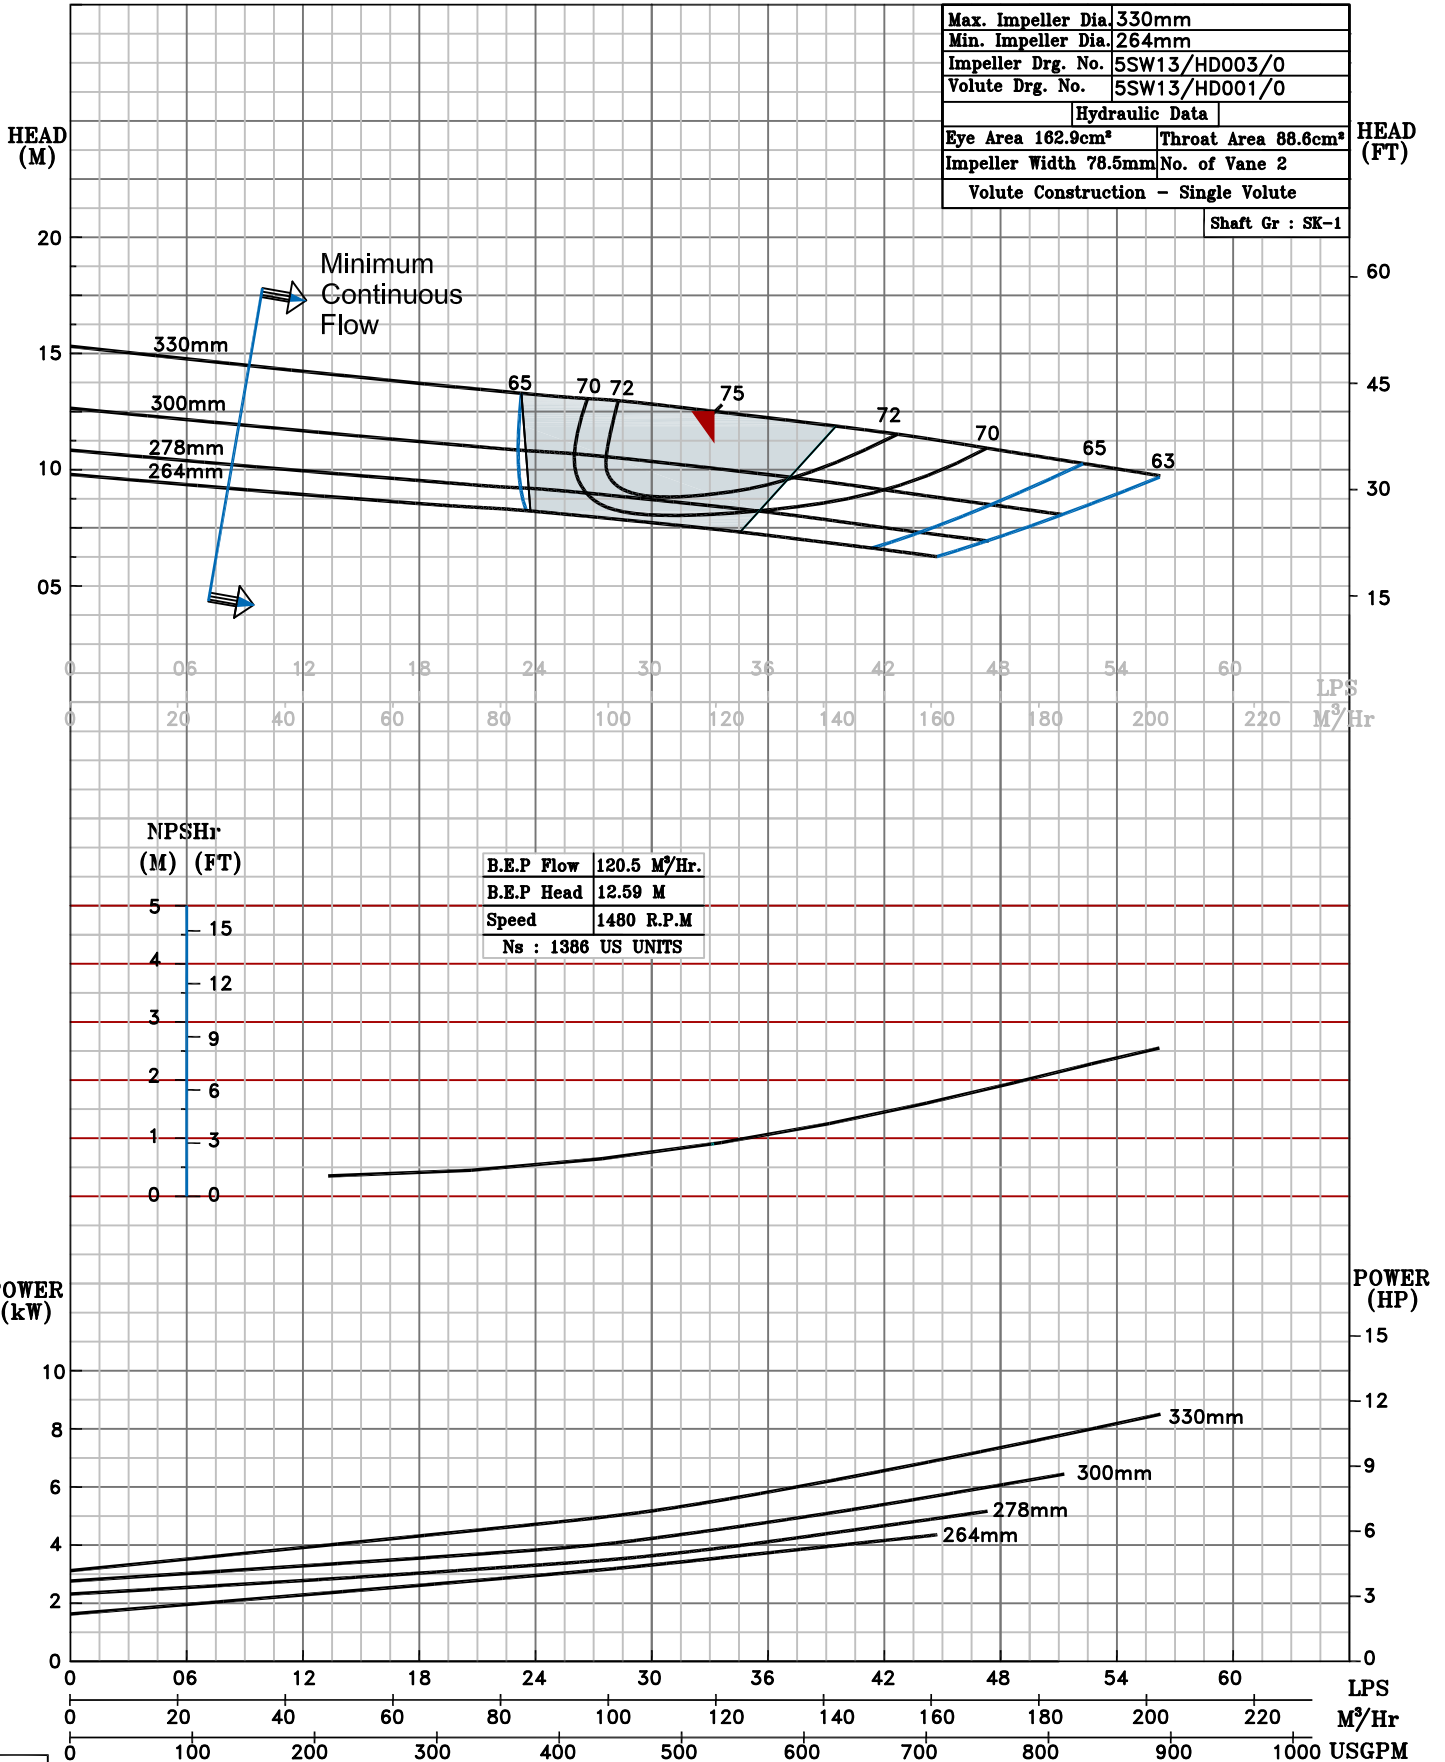 Max. Impeller Dia. 330mm
Min. Impeller Dia. 264mm
Impeller Drg. No. 5SW13/HD003/0
Volute Drg. No. 5SW13/HD001/0
Hydraulic Data
Eye Area 162.9cm² Throat Area 88.6cm²
Impeller Width 78.5mm No. of Vane 2
Volute Construction - Single Volute
Shaft Gr : SK-1
HEAD
(M)
HEAD
(FT)
20
15
10
05
60
45
30
15
Minimum
Continuous
Flow
330mm
300mm
278mm
264mm
65 70 72 75 72 70 65 63
0 06 12 18 24 30 36 42 48 54 60
LPS
0 20 40 60 80 100 120 140 160 180 200 220 M³/Hr
NPSHr
(M) (FT)
5
4
3
2
1
0
15
12
9
6
3
0
B.E.P Flow 120.5 M³/Hr.
B.E.P Head 12.59 M
Speed 1480 R.P.M
Ns : 1386 US UNITS
POWER
(kW)
POWER
(HP)
10
8
6
4
2
0
15
12
9
6
3
0
330mm
300mm
278mm
264mm
0 06 12 18 24 30 36 42 48 54 60
LPS
0 20 40 60 80 100 120 140 160 180 200 220 M³/Hr
0 100 200 300 400 500 600 700 800 900 1000 USGPM